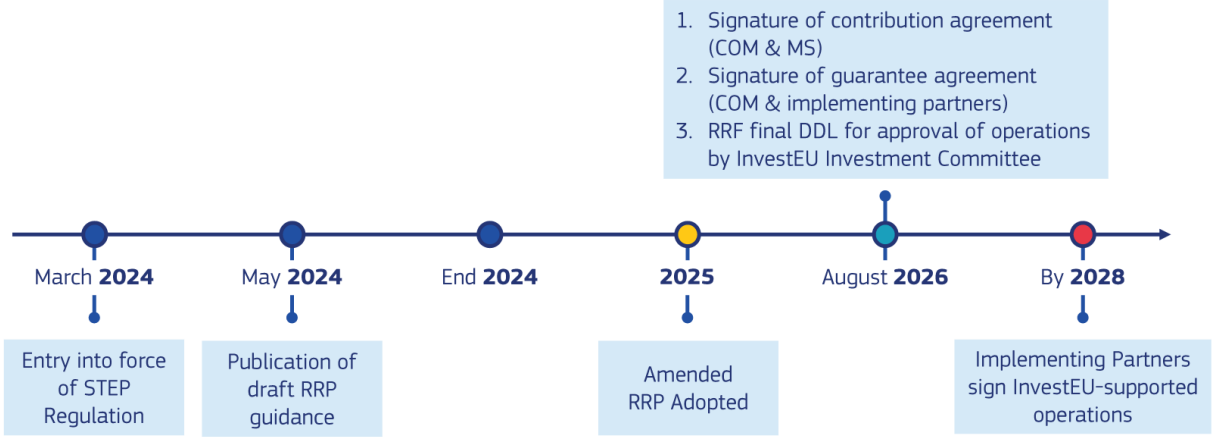 1. Signature of contribution agreement
(COM & MS)
2. Signature of guarantee agreement
(COM & implementing partners)
3. RRF final DDL for approval of operations
by InvestEU Investment Committee
March 2024
May 2024
End 2024
2025
August 2026
By 2028
Entry into force
of STEP
Regulation
Publication of
draft RRP
guidance
Amended
RRP Adopted
Implementing Partners
sign InvestEU-supported
operations